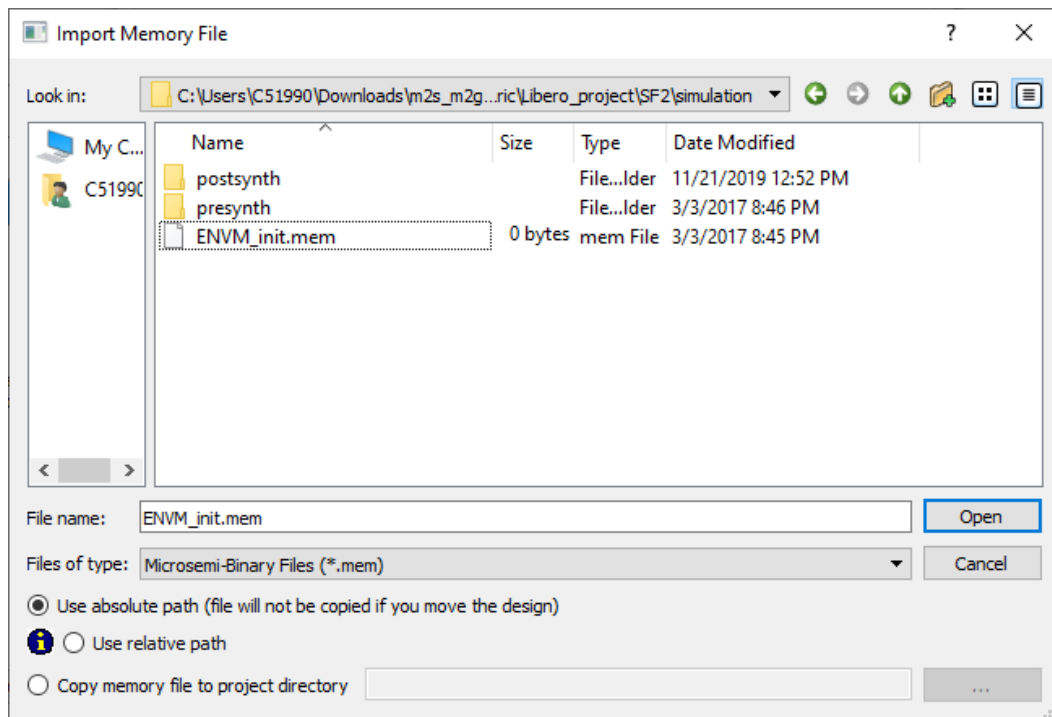 Import Memory File ?
Look in: C:\Users\C51990\Downloads\m2s_m2g...ric\Libero_project\SF2\simulation
My C...
C51990
Name Size Type Date Modified
postsynth File...lder 11/21/2019 12:52 PM
presynth File...lder 3/3/2017 8:46 PM
ENVM_init.mem 0 bytes mem File 3/3/2017 8:45 PM
File name: ENVM_init.mem Open
Files of type: Microsemi-Binary Files (*.mem) Cancel
Use absolute path (file will not be copied if you move the design)
Use relative path
Copy memory file to project directory ...